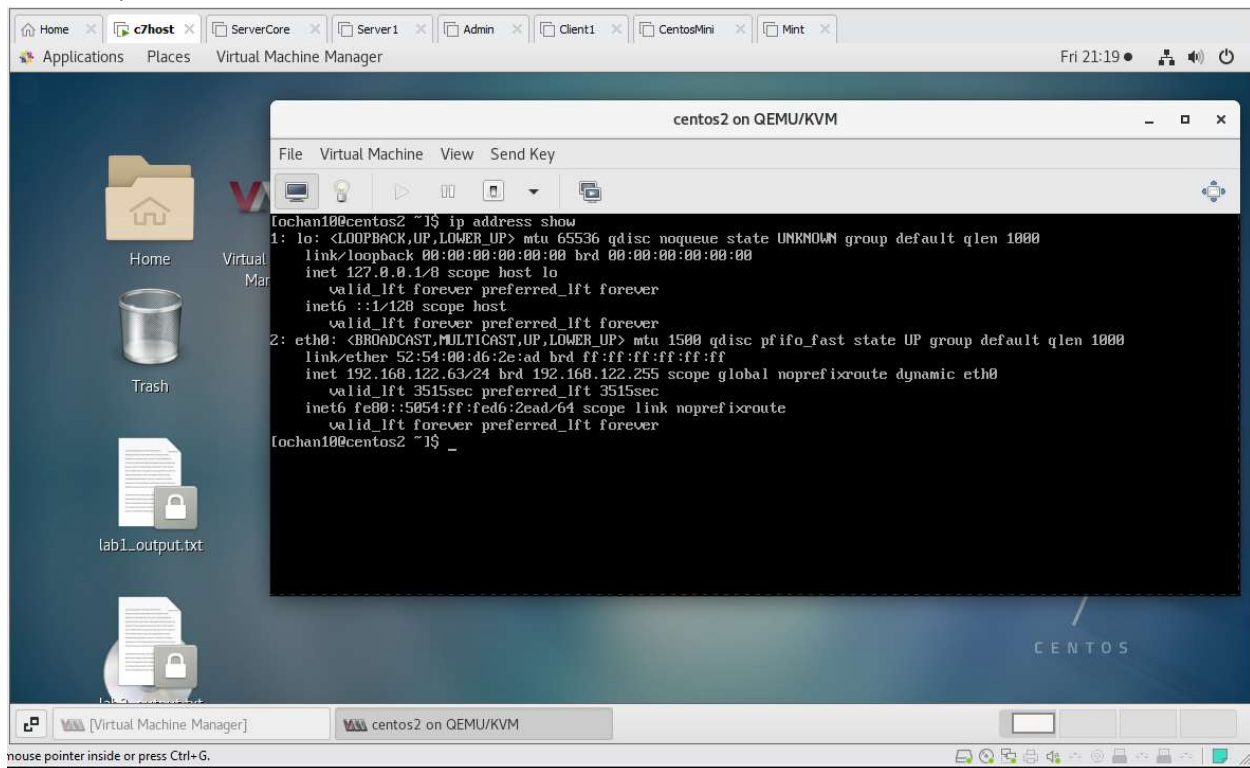 Home
c7host
ServerCore
Server1
Admin
Client1
CentosMini
Mint
Applications Places Virtual Machine Manager Fri 21:19
centos2 on QEMU/KVM
File Virtual Machine View Send Key
[ochan10@centos2 ~]$ ip address show
1: lo: <LOOPBACK,UP,LOWER_UP> mtu 65536 qdisc noqueue state UNKNOWN group default qlen 1000
link/loopback 00:00:00:00:00:00 brd 00:00:00:00:00:00
inet 127.0.0.1/8 scope host lo
valid_lft forever preferred_lft forever
inet6 ::1/128 scope host
valid_lft forever preferred_lft forever
2: eth0: <BROADCAST,MULTICAST,UP,LOWER_UP> mtu 1500 qdisc pfifo_fast state UP group default qlen 1000
link/ether 52:54:00:d6:2e:ad brd ff:ff:ff:ff:ff:ff
inet 192.168.122.63/24 brd 192.168.122.255 scope global noprefixroute dynamic eth0
valid_lft 3515sec preferred_lft 3515sec
inet6 fe80::5054:ff:fed6:2ead/64 scope link noprefixroute
valid_lft forever preferred_lft forever
[ochan10@centos2 ~]$ _
Home
Virtual
Trash
lab1_output.txt
7
CENTOS
[Virtual Machine Manager]
centos2 on QEMU/KVM
mouse pointer inside or press Ctrl+G.